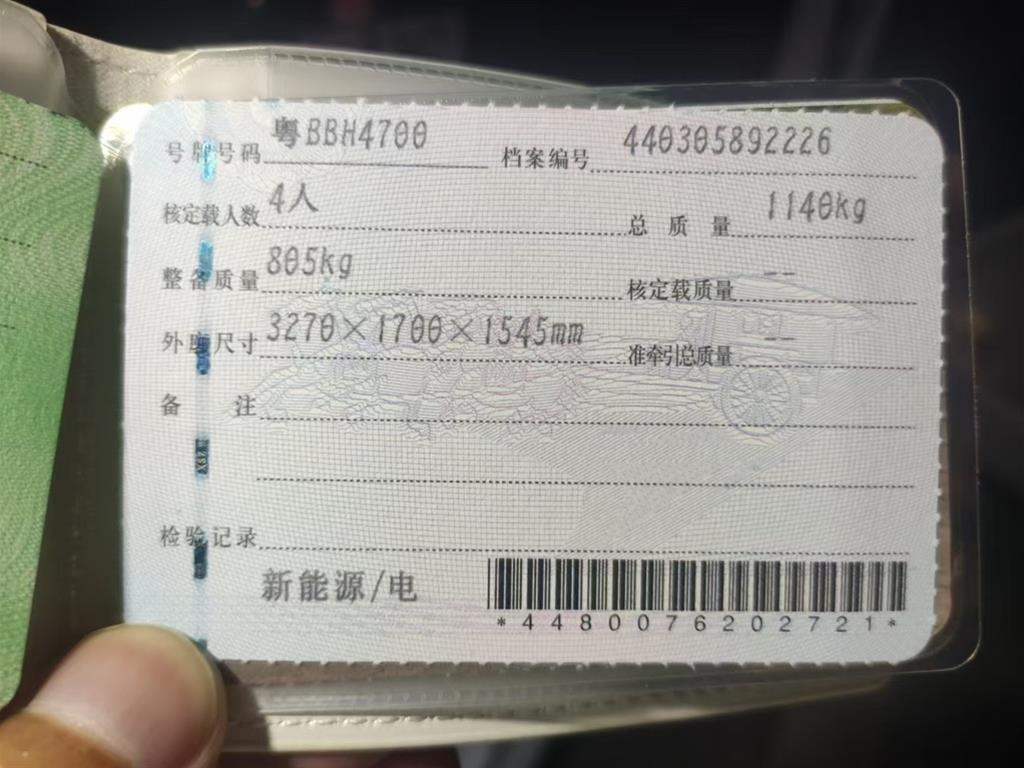 号牌号码 粤BBH4700 档案编号 440305892226
核定载人数 4人 总质量 1140kg
整备质量 805kg 核定载质量 --
外廓尺寸 3270×1700×1545mm 准牵引总质量 --
备注
检验记录
新能源/电
*4480076202721*